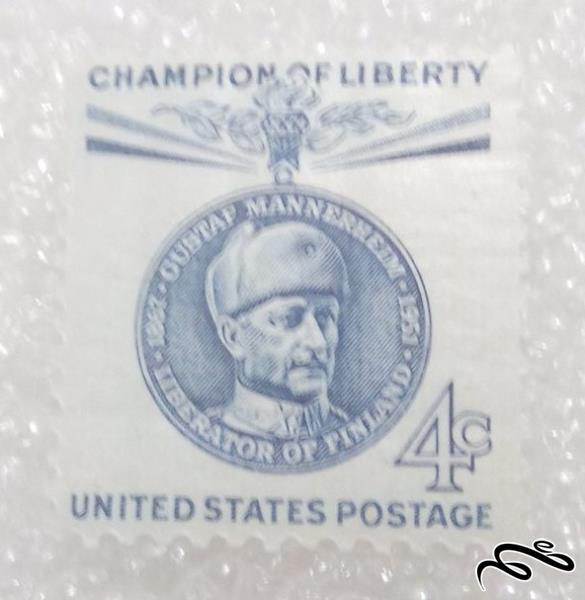 CHAMPION OF LIBERTY
GUSTAF MANNERHEIM
1867 · 1951
LIBERATOR OF FINLAND
4c
UNITED STATES POSTAGE